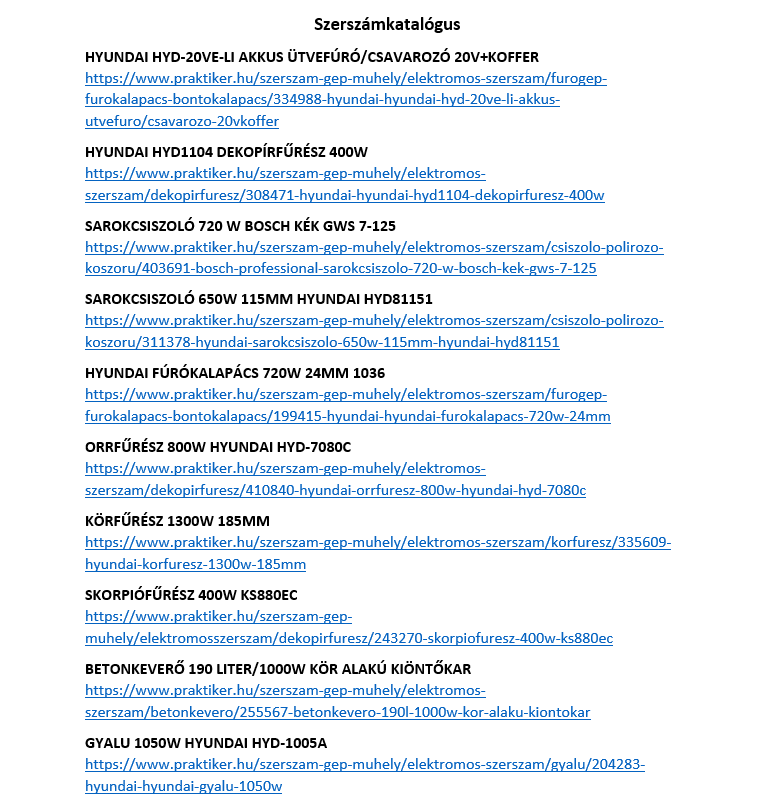 Szerszámkatalógus
HYUNDAI HYD-20VE-LI AKKUS ÜTVEFÚRÓ/CSAVAROZÓ 20V+KOFFER
https://www.praktiker.hu/szerszam-gep-muhely/elektromos-szerszam/furogep-
furokalapacs-bontokalapacs/334988-hyundai-hyundai-hyd-20ve-li-akkus-
utvefuro/csavarozo-20vkoffer
HYUNDAI HYD1104 DEKOPÍRFŰRÉSZ 400W
https://www.praktiker.hu/szerszam-gep-muhely/elektromos-
szerszam/dekopirfuresz/308471-hyundai-hyundai-hyd1104-dekopirfuresz-400w
SAROKCSISZOLÓ 720 W BOSCH KÉK GWS 7-125
https://www.praktiker.hu/szerszam-gep-muhely/elektromos-szerszam/csiszolo-polirozo-
koszoru/403691-bosch-professional-sarokcsiszolo-720-w-bosch-kek-gws-7-125
SAROKCSISZOLÓ 650W 115MM HYUNDAI HYD81151
https://www.praktiker.hu/szerszam-gep-muhely/elektromos-szerszam/csiszolo-polirozo-
koszoru/311378-hyundai-sarokcsiszolo-650w-115mm-hyundai-hyd81151
HYUNDAI FÚRÓKALAPÁCS 720W 24MM 1036
https://www.praktiker.hu/szerszam-gep-muhely/elektromos-szerszam/furogep-
furokalapacs-bontokalapacs/199415-hyundai-hyundai-furokalapacs-720w-24mm
ORRFŰRÉSZ 800W HYUNDAI HYD-7080C
https://www.praktiker.hu/szerszam-gep-muhely/elektromos-
szerszam/dekopirfuresz/410840-hyundai-orrfuresz-800w-hyundai-hyd-7080c
KÖRFŰRÉSZ 1300W 185MM
https://www.praktiker.hu/szerszam-gep-muhely/elektromos-szerszam/korfuresz/335609-
hyundai-korfuresz-1300w-185mm
SKORPIÓFŰRÉSZ 400W KS880EC
https://www.praktiker.hu/szerszam-gep-
muhely/elektromosszerszam/dekopirfuresz/243270-skorpiofuresz-400w-ks880ec
BETONKEVERŐ 190 LITER/1000W KÖR ALAKÚ KIÖNTŐKAR
https://www.praktiker.hu/szerszam-gep-muhely/elektromos-
szerszam/betonkevero/255567-betonkevero-190l-1000w-kor-alaku-kiontokar
GYALU 1050W HYUNDAI HYD-1005A
https://www.praktiker.hu/szerszam-gep-muhely/elektromos-szerszam/gyalu/204283-
hyundai-hyundai-gyalu-1050w